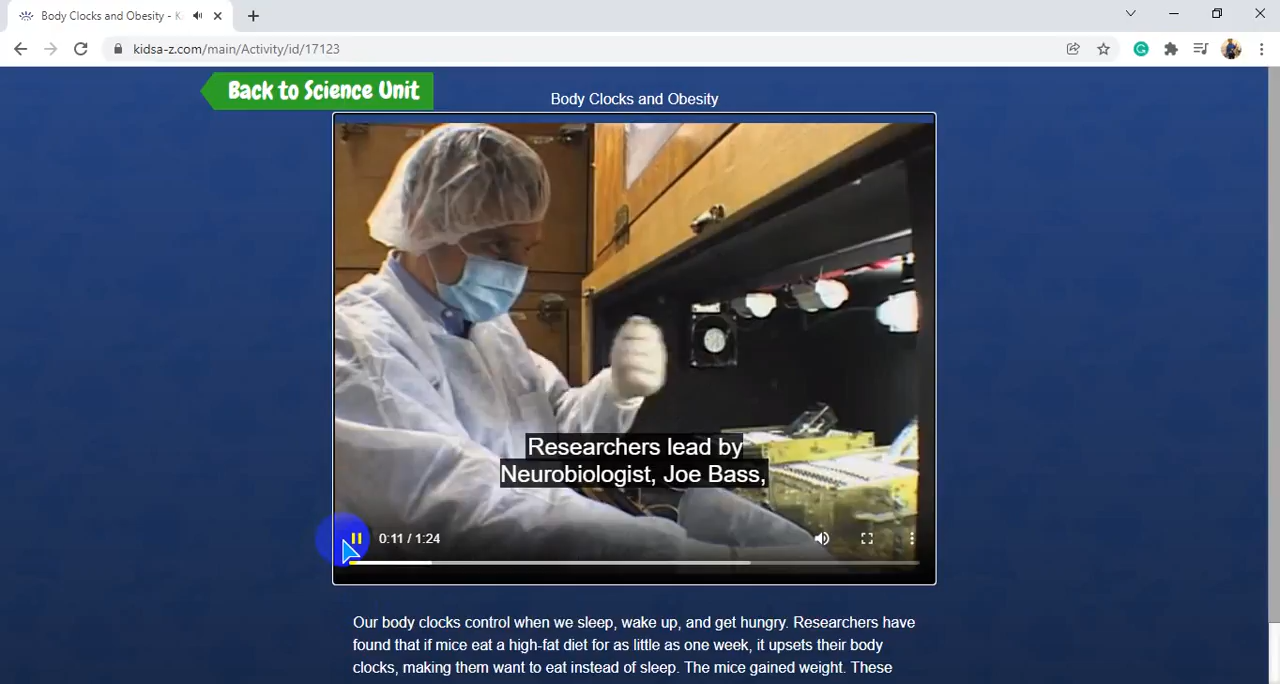 Body Clocks and Obesity - K
kidsa-z.com/main/Activity/id/17123
Back to Science Unit
Body Clocks and Obesity
Researchers lead by
Neurobiologist, Joe Bass,
0:11 / 1:24
Our body clocks control when we sleep, wake up, and get hungry. Researchers have
found that if mice eat a high-fat diet for as little as one week, it upsets their body
clocks, making them want to eat instead of sleep. The mice gained weight. These